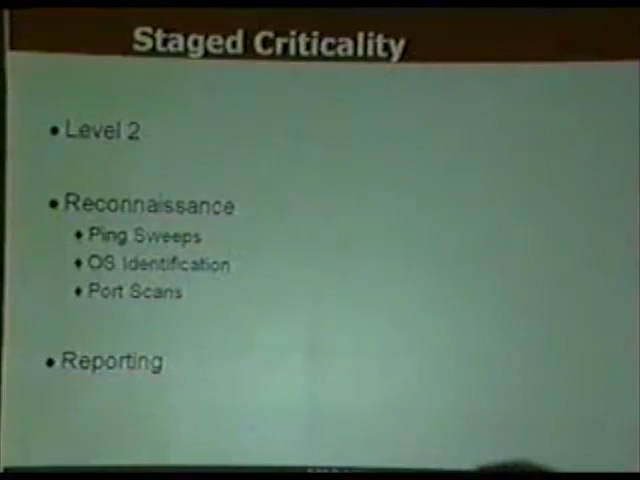 Staged Criticality
• Level 2
• Reconnaissance
♦ Ping Sweeps
♦ OS Identification
♦ Port Scans
• Reporting